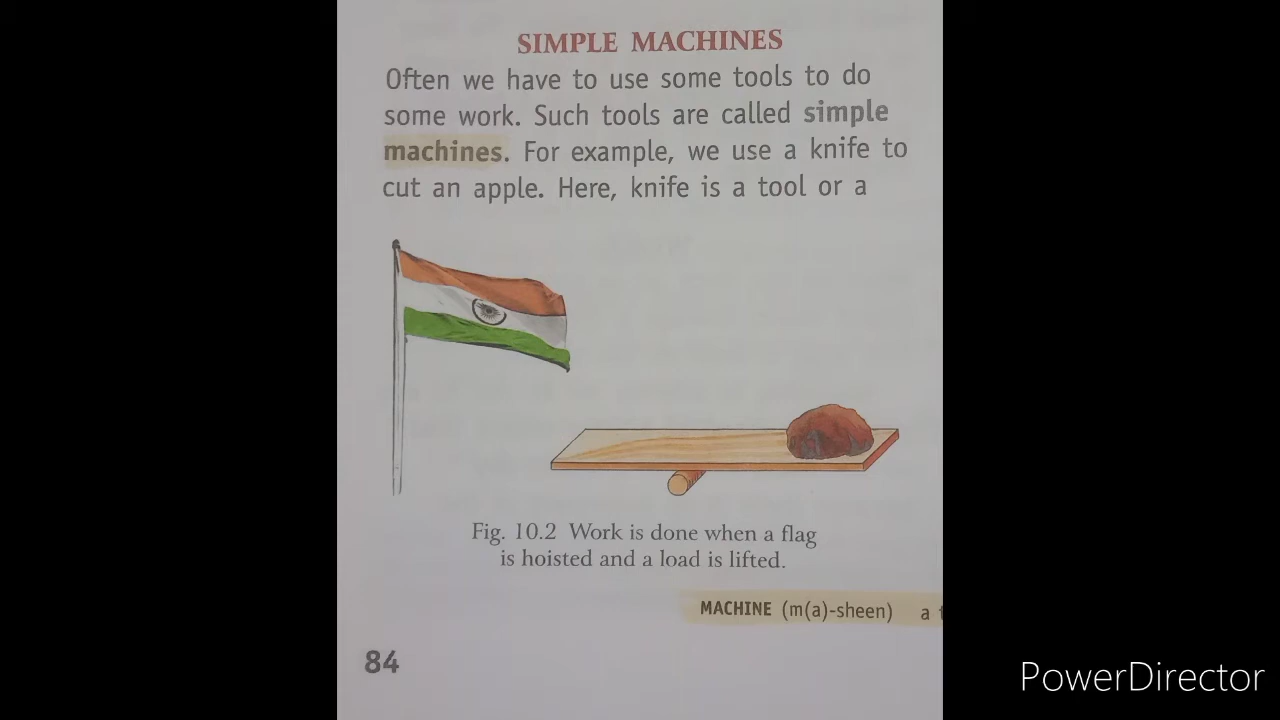 SIMPLE MACHINES
Often we have to use some tools to do
some work. Such tools are called simple
machines. For example, we use a knife to
cut an apple. Here, knife is a tool or a
Fig. 10.2 Work is done when a flag
is hoisted and a load is lifted.
MACHINE (m(a)-sheen) a
84
PowerDirector